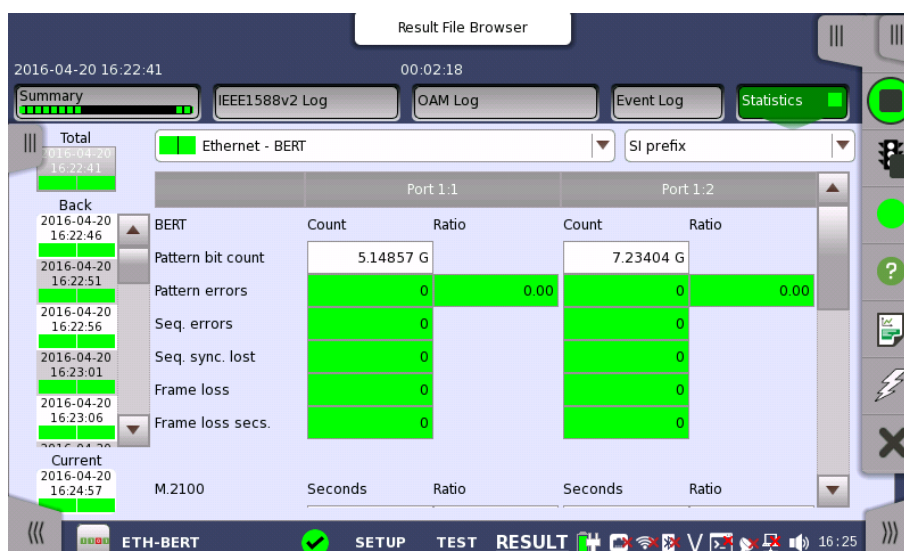 Result File Browser
2016-04-20 16:22:41 00:02:18
Summary IEEE1588v2 Log OAM Log Event Log Statistics
Total
2016-04-20
16:22:41
Ethernet - BERT SI prefix
Port 1:1 Port 1:2
Back
2016-04-20
16:22:46
2016-04-20
16:22:51
2016-04-20
16:22:56
2016-04-20
16:23:01
2016-04-20
16:23:06
BERT Count Ratio Count Ratio
Pattern bit count 5.14857 G 7.23404 G
Pattern errors 0 0.00 0 0.00
Seq. errors 0 0
Seq. sync. lost 0 0
Frame loss 0 0
Frame loss secs. 0 0
Current
2016-04-20
16:24:57
M.2100 Seconds Ratio Seconds Ratio
ETH-BERT SETUP TEST RESULT 16:25